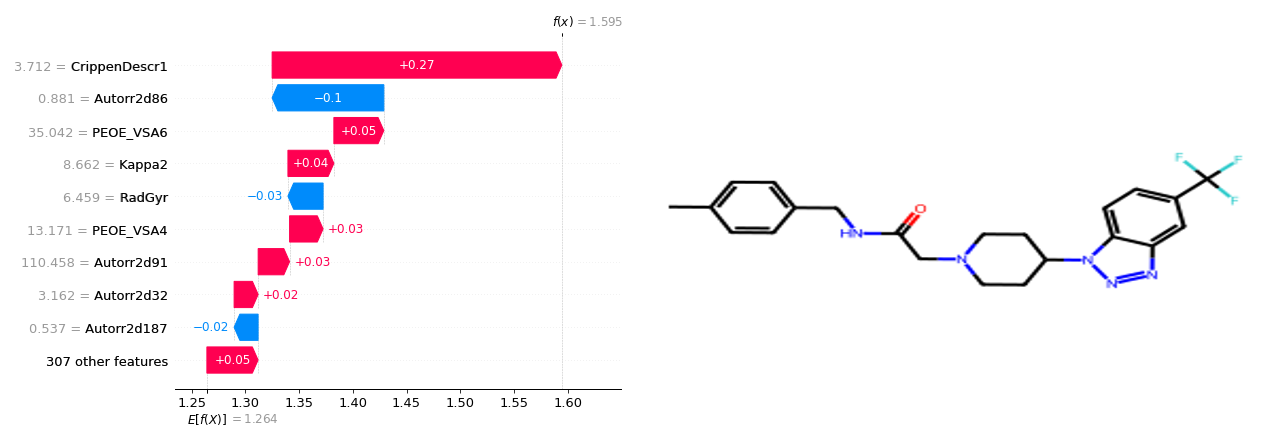 f(x) = 1.595
3.712 = CrippenDescr1
+0.27
0.881 = Autorr2d86
−0.1
35.042 = PEOE_VSA6
+0.05
8.662 = Kappa2
+0.04
6.459 = RadGyr
−0.03
13.171 = PEOE_VSA4
+0.03
110.458 = Autorr2d91
+0.03
3.162 = Autorr2d32
+0.02
0.537 = Autorr2d187
−0.02
307 other features
+0.05
1.25 1.30 1.35 1.40 1.45 1.50 1.55 1.60
E[f(X)] = 1.264
F F
F
O
HN
N
N
N N